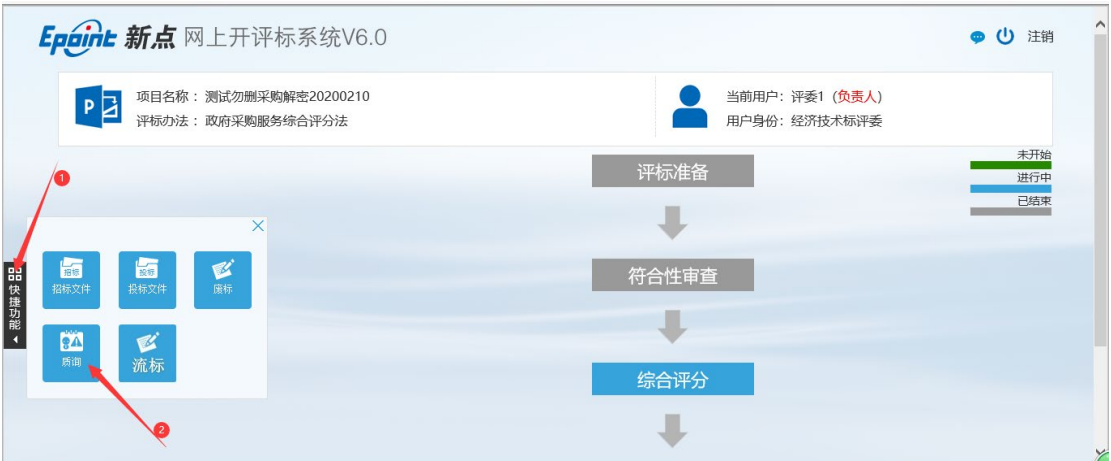 Epoint 新点 网上开评标系统V6.0
注销
项目名称：测试勿删采购解密20200210
评标办法：政府采购服务综合评分法
当前用户：评委1（负责人）
用户身份：经济技术标评委
未开始
进行中
已结束
评标准备
符合性审查
综合评分
1
快捷功能
招标
招标文件
投标
投标文件
废标
质询
流标
2